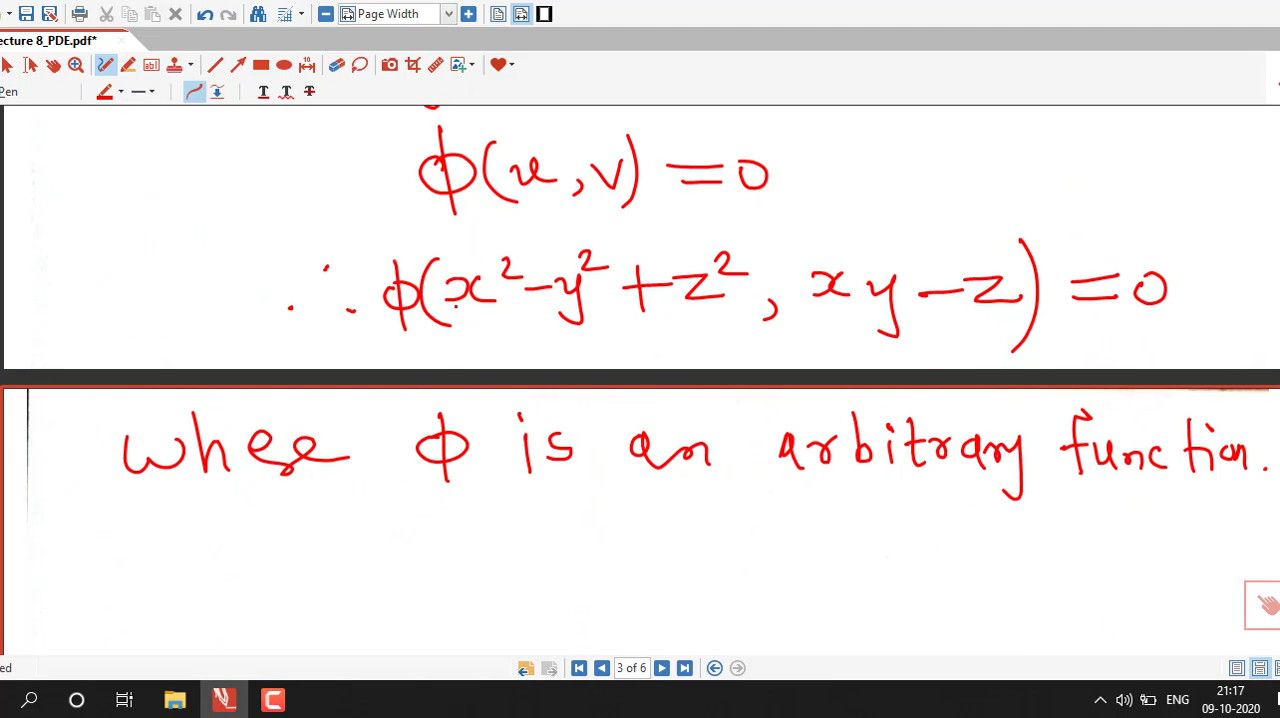 Page Width
ecture 8_PDE.pdf*
Pen
ϕ(u, v) = 0
∴ ϕ(x² - y² + z², xy - z) = 0
where ϕ is an arbitrary function.
ed
3 of 6
ENG
21:17
09-10-2020